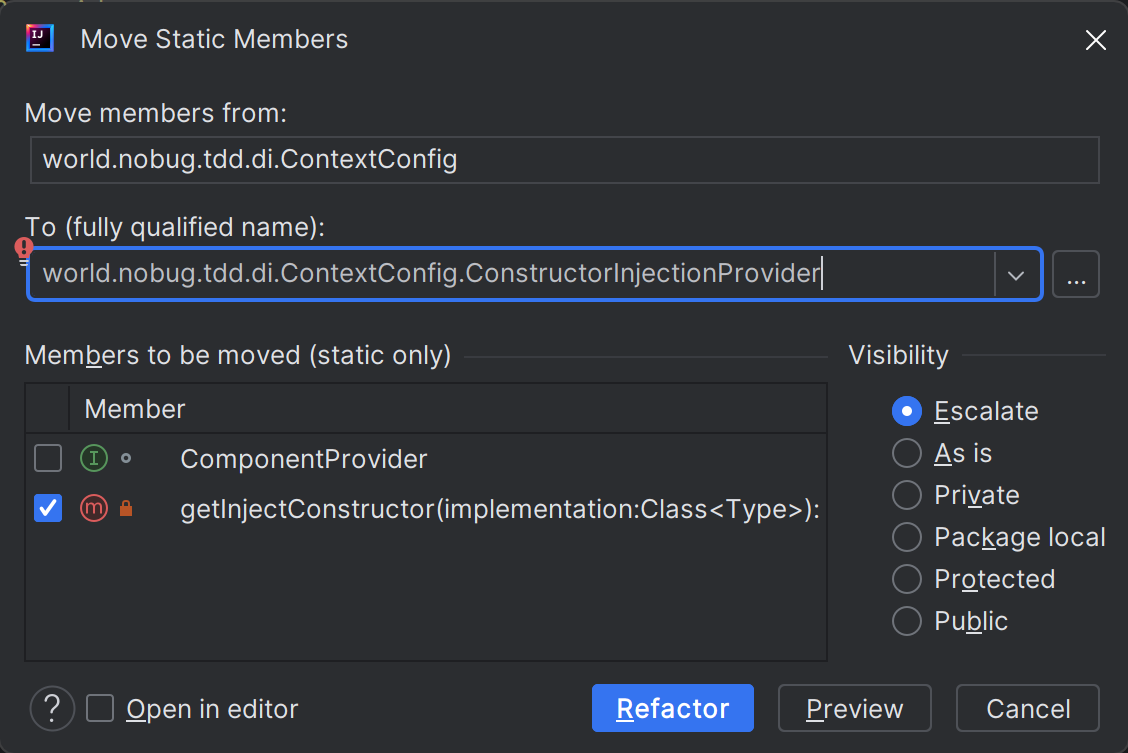 Move Static Members
Move members from:
world.nobug.tdd.di.ContextConfig
To (fully qualified name):
world.nobug.tdd.di.ContextConfig.ConstructorInjectionProvider
...
Members to be moved (static only)
Visibility
Member
ComponentProvider
getInjectConstructor(implementation:Class<Type>):
Escalate
As is
Private
Package local
Protected
Public
? Open in editor
Refactor
Preview
Cancel